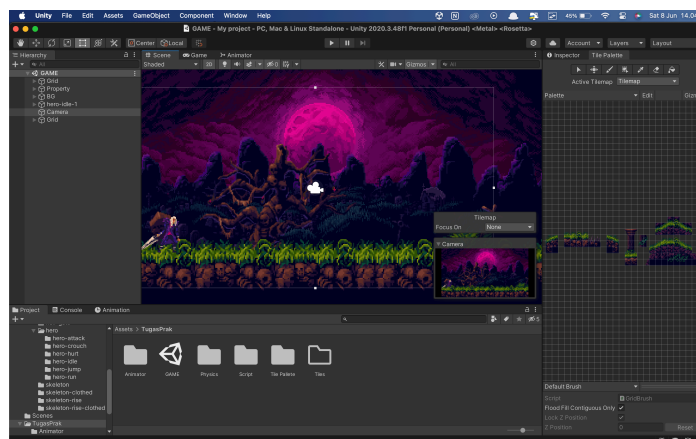 Unity File Edit Assets GameObject Component Window Help 45% Sat 8 Jun 14.04
GAME - My project - PC, Mac & Linux Standalone - Unity 2020.3.48f1 Personal (Personal) <Metal> <Rosetta>
Center Local Account Layers Layout
Hierarchy Scene Game Animator Inspector Tile Palette
All Shaded 2D 0 Gizmos All
GAME
Grid
Property
BG
hero-idle-1
Camera
Grid
Active Tilemap Tilemap
Palette Edit Gizm
Tilemap
Focus On None
Camera
Project Console Animation
hero
hero-attack
hero-crouch
hero-hurt
hero-idle
hero-jump
hero-run
skeleton
skeleton-clothed
skeleton-rise
skeleton-rise-clothed
Scenes
TugasPrak
Animator
Assets > TugasPrak
Animator GAME Physics Script Tile Palete Tiles
Default Brush
Script GridBrush
Flood Fill Contiguous Only
Lock Z Position
Z Position 0 Reset